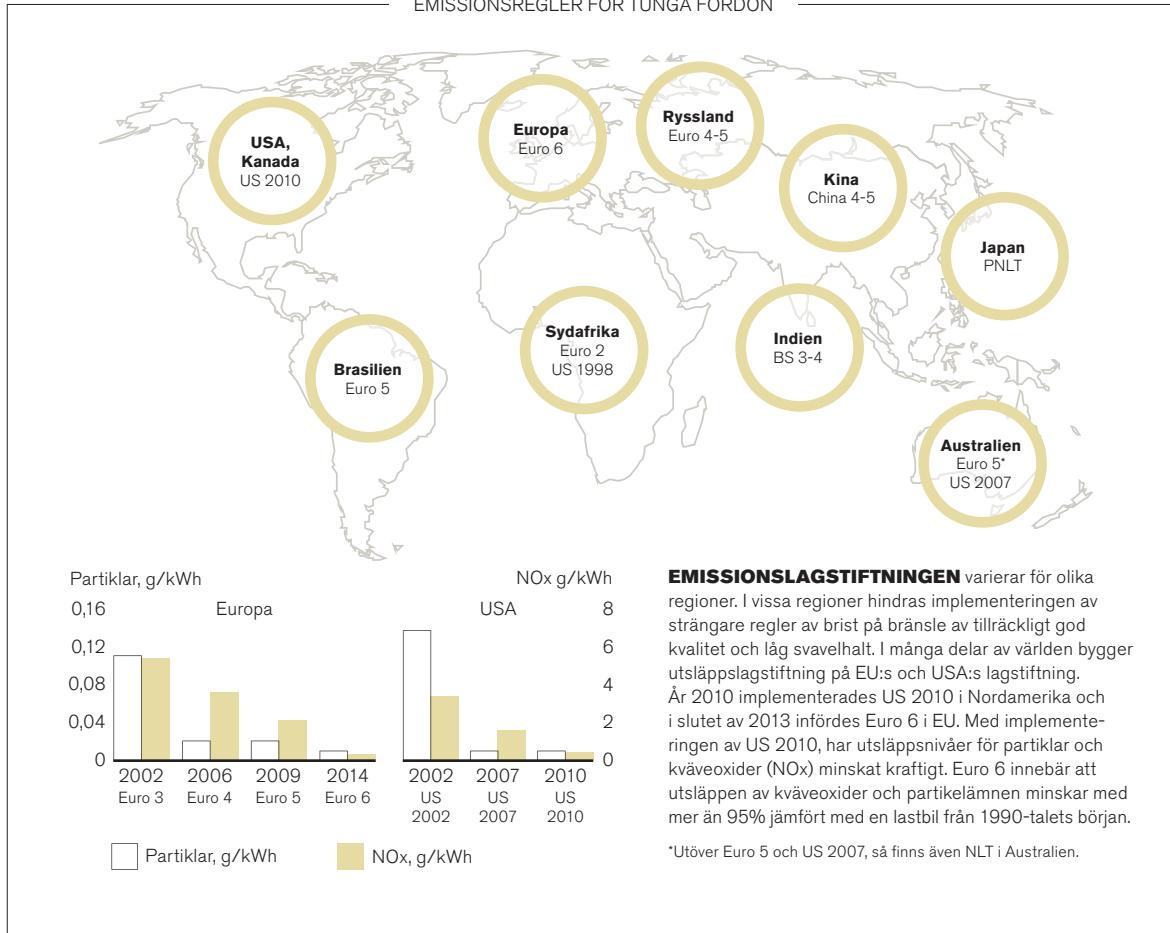 EMISSIONSREGLER FÖR TUNGA FORDON
USA,
Kanada
US 2010
Europa
Euro 6
Ryssland
Euro 4-5
Kina
China 4-5
Japan
PNLT
Brasilien
Euro 5
Sydafrika
Euro 2
US 1998
Indien
BS 3-4
Australien
Euro 5*
US 2007
Partiklar, g/kWh
NOx g/kWh
Europa
USA
0,16
0,12
0,08
0,04
0
8
6
4
2
0
2002
Euro 3
2006
Euro 4
2009
Euro 5
2014
Euro 6
2002
US
2002
2007
US
2007
2010
US
2010
Partiklar, g/kWh
NOx, g/kWh
EMISSIONSLAGSTIFTNINGEN varierar för olika
regioner. I vissa regioner hindras implementeringen av
strängare regler av brist på bränsle av tillräckligt god
kvalitet och låg svavelhalt. I många delar av världen bygger
utsläppslagstiftning på EU:s och USA:s lagstiftning.
År 2010 implementerades US 2010 i Nordamerika och
i slutet av 2013 infördes Euro 6 i EU. Med implemente-
ringen av US 2010, har utsläppsnivåer för partiklar och
kväveoxider (NOx) minskat kraftigt. Euro 6 innebär att
utsläppen av kväveoxider och partikelämnen minskar med
mer än 95% jämfört med en lastbil från 1990-talets början.
*Utöver Euro 5 och US 2007, så finns även NLT i Australien.